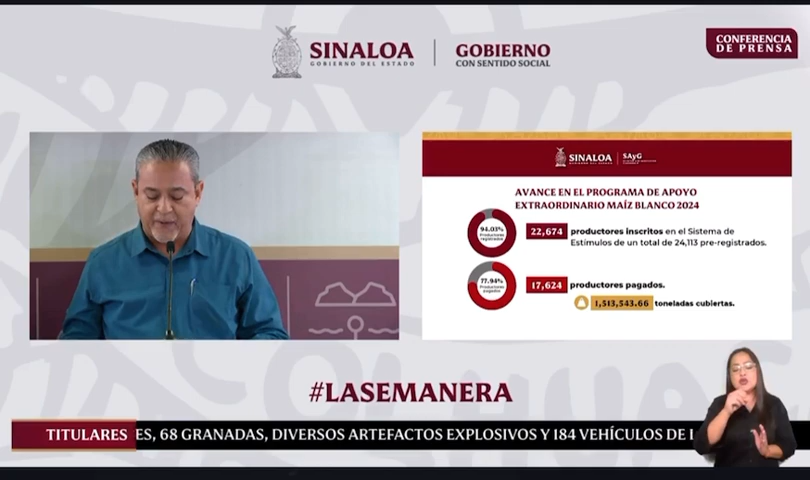 SINALOA
GOBIERNO DEL ESTADO
GOBIERNO
CON SENTIDO SOCIAL
CONFERENCIA
DE PRENSA
SINALOA
SAyG
AVANCE EN EL PROGRAMA DE APOYO
EXTRAORDINARIO MAÍZ BLANCO 2024
94.03%
Productores
registrados
22,674 productores inscritos en el Sistema de
Estímulos de un total de 24,113 pre-registrados.
77.94%
Productores
pagados
17,624 productores pagados.
1,513,543.66 toneladas cubiertas.
#LASEMANERA
TITULARES ES, 68 GRANADAS, DIVERSOS ARTEFACTOS EXPLOSIVOS Y 184 VEHÍCULOS DE